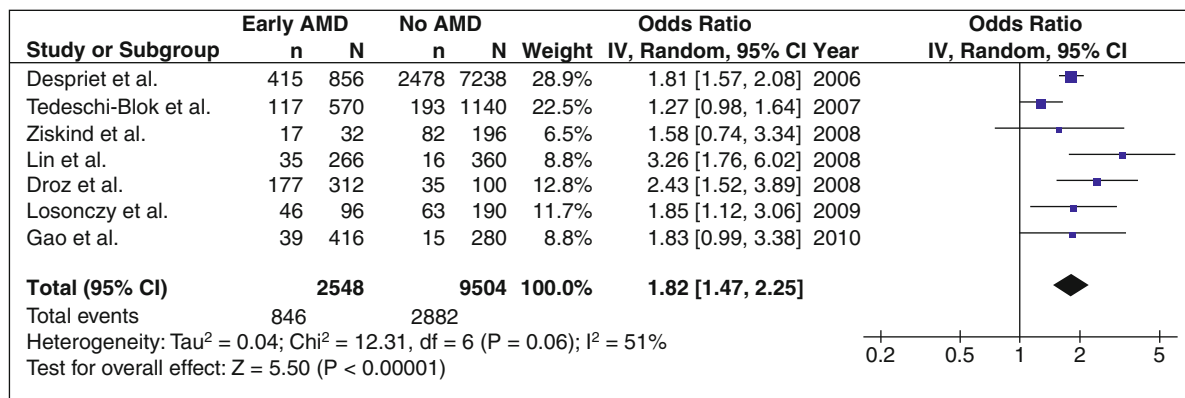 Early AMD No AMD Odds Ratio Odds Ratio
Study or Subgroup n N n N Weight IV, Random, 95% CI Year IV, Random, 95% CI
Despriet et al. 415 856 2478 7238 28.9% 1.81 [1.57, 2.08] 2006
Tedeschi-Blok et al. 117 570 193 1140 22.5% 1.27 [0.98, 1.64] 2007
Ziskind et al. 17 32 82 196 6.5% 1.58 [0.74, 3.34] 2008
Lin et al. 35 266 16 360 8.8% 3.26 [1.76, 6.02] 2008
Droz et al. 177 312 35 100 12.8% 2.43 [1.52, 3.89] 2008
Losonczy et al. 46 96 63 190 11.7% 1.85 [1.12, 3.06] 2009
Gao et al. 39 416 15 280 8.8% 1.83 [0.99, 3.38] 2010
Total (95% CI) 2548 9504 100.0% 1.82 [1.47, 2.25]
Total events 846 2882
Heterogeneity: Tau² = 0.04; Chi² = 12.31, df = 6 (P = 0.06); I² = 51%
Test for overall effect: Z = 5.50 (P < 0.00001)
0.2 0.5 1 2 5